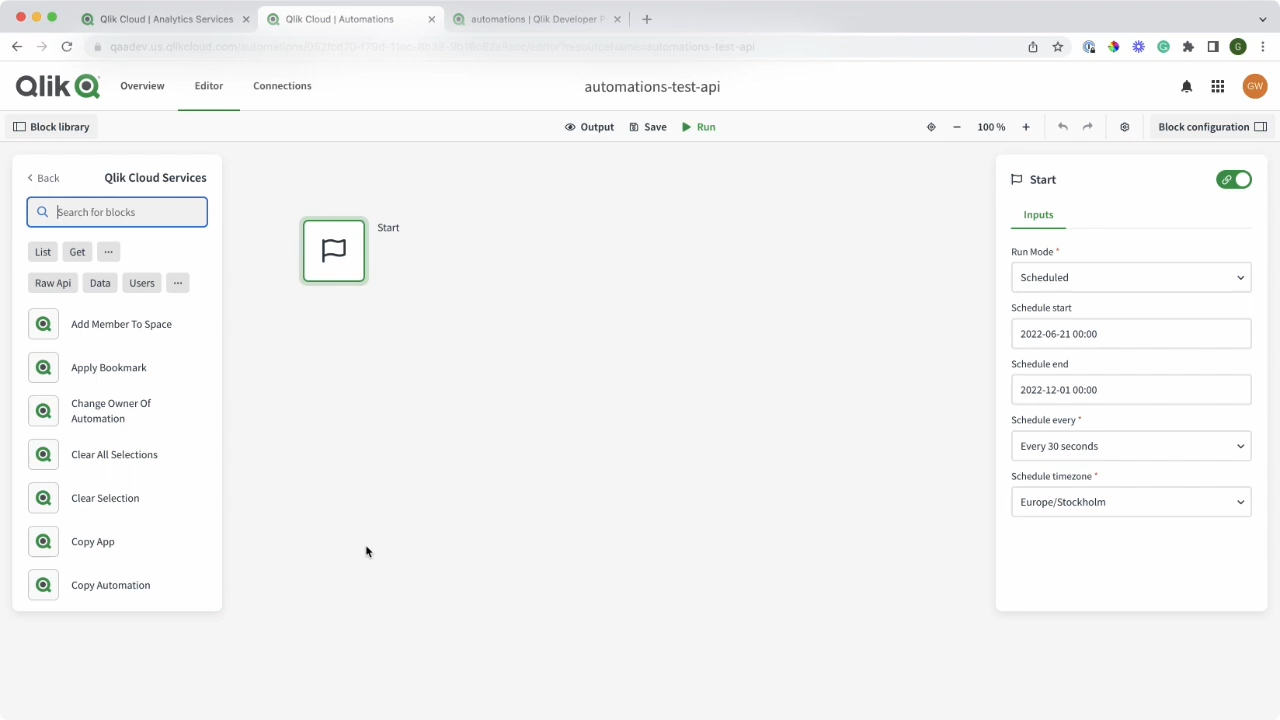 Qlik Cloud | Analytics Services
Qlik Cloud | Automations
automations | Qlik Developer P
Qlik
Overview
Editor
Connections
automations-test-api
GW
Block library
Output
Save
Run
100 %
Block configuration
Back
Qlik Cloud Services
Search for blocks
List
Get
...
Raw Api
Data
Users
...
Add Member To Space
Apply Bookmark
Change Owner Of
Automation
Clear All Selections
Clear Selection
Copy App
Copy Automation
Start
Start
Inputs
Run Mode *
Scheduled
Schedule start
2022-06-21 00:00
Schedule end
2022-12-01 00:00
Schedule every *
Every 30 seconds
Schedule timezone *
Europe/Stockholm